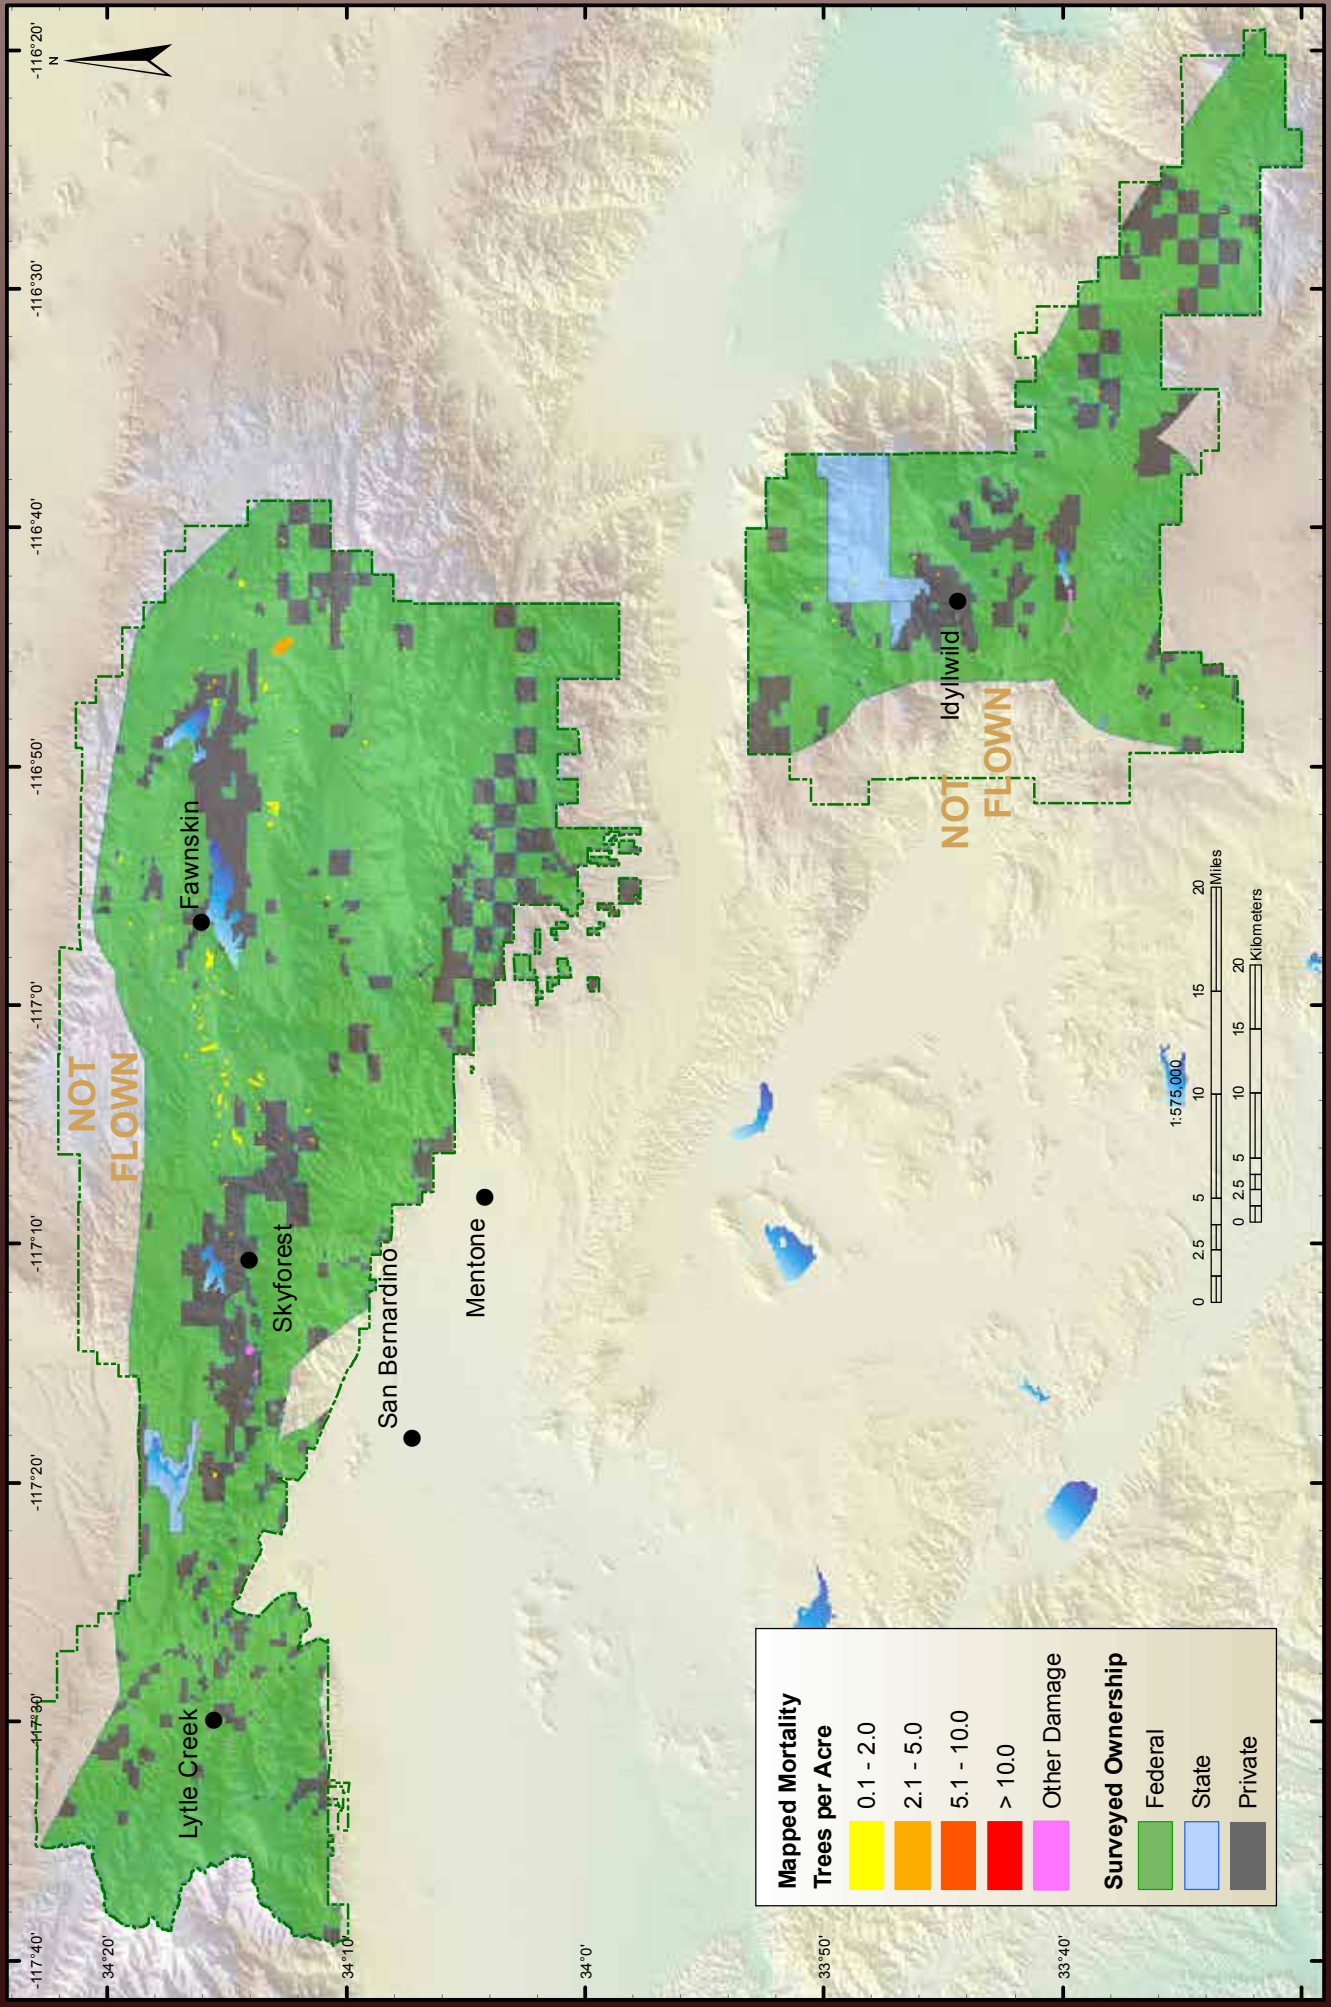 -117°40'
-117°30'
-117°20'
-117°10'
-117°0'
-116°50'
-116°40'
-116°30'
-116°20'
N
34°20'
34°10'
34°0'
33°50'
33°40'
NOT
FLOWN
Lytle Creek
Skyforest
Fawnskin
San Bernardino
Mentone
Idyllwild
NOT
FLOWN
Mapped Mortality
Trees per Acre
0.1 - 2.0
2.1 - 5.0
5.1 - 10.0
> 10.0
Other Damage
Surveyed Ownership
Federal
State
Private
1:575,000
0 2.5 5 10 15 20
Miles
0 2.5 5 10 15 20
Kilometers